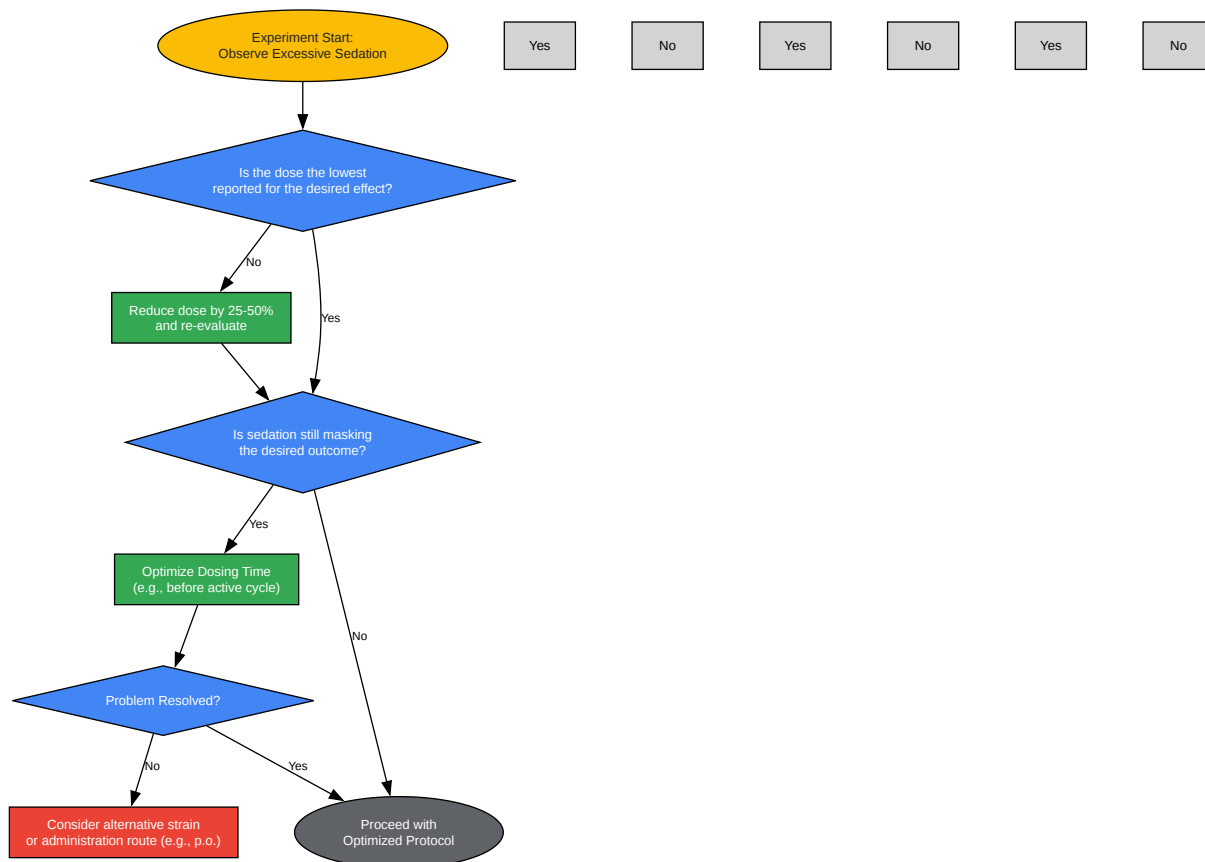 Experiment Start:
Observe Excessive Sedation
Yes
No
Yes
No
Yes
No
Is the dose the lowest
reported for the desired effect?
No
Reduce dose by 25-50%
and re-evaluate
Yes
Is sedation still masking
the desired outcome?
Yes
Optimize Dosing Time
(e.g., before active cycle)
No
Problem Resolved?
No
Yes
Consider alternative strain
or administration route (e.g., p.o.)
Proceed with
Optimized Protocol